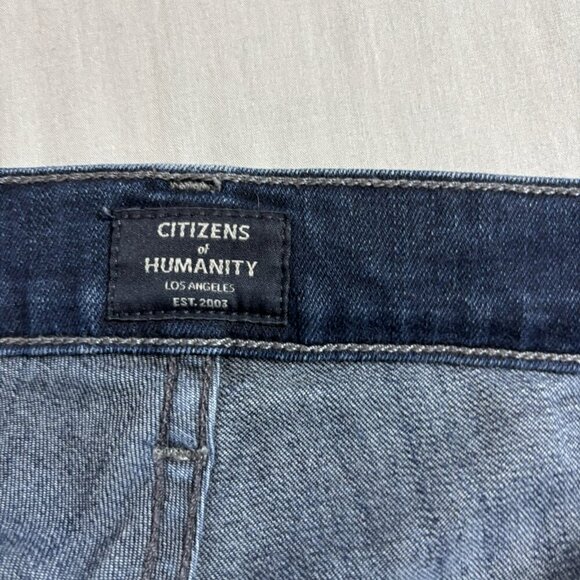 CITIZENS
of
HUMANITY
LOS ANGELES
EST. 2003